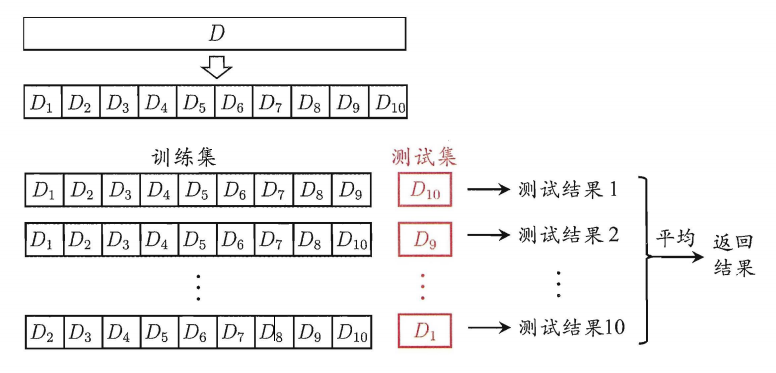 D
D₁ D₂ D₃ D₄ D₅ D₆ D₇ D₈ D₉ D₁₀
训练集 测试集
D₁ D₂ D₃ D₄ D₅ D₆ D₇ D₈ D₉ D₁₀ 测试结果1
D₁ D₂ D₃ D₄ D₅ D₆ D₇ D₈ D₁₀ D₉ 测试结果2
平均 返回
结果
⋮ ⋮ ⋮
D₂ D₃ D₄ D₅ D₆ D₇ D₈ D₉ D₁₀ D₁ 测试结果10